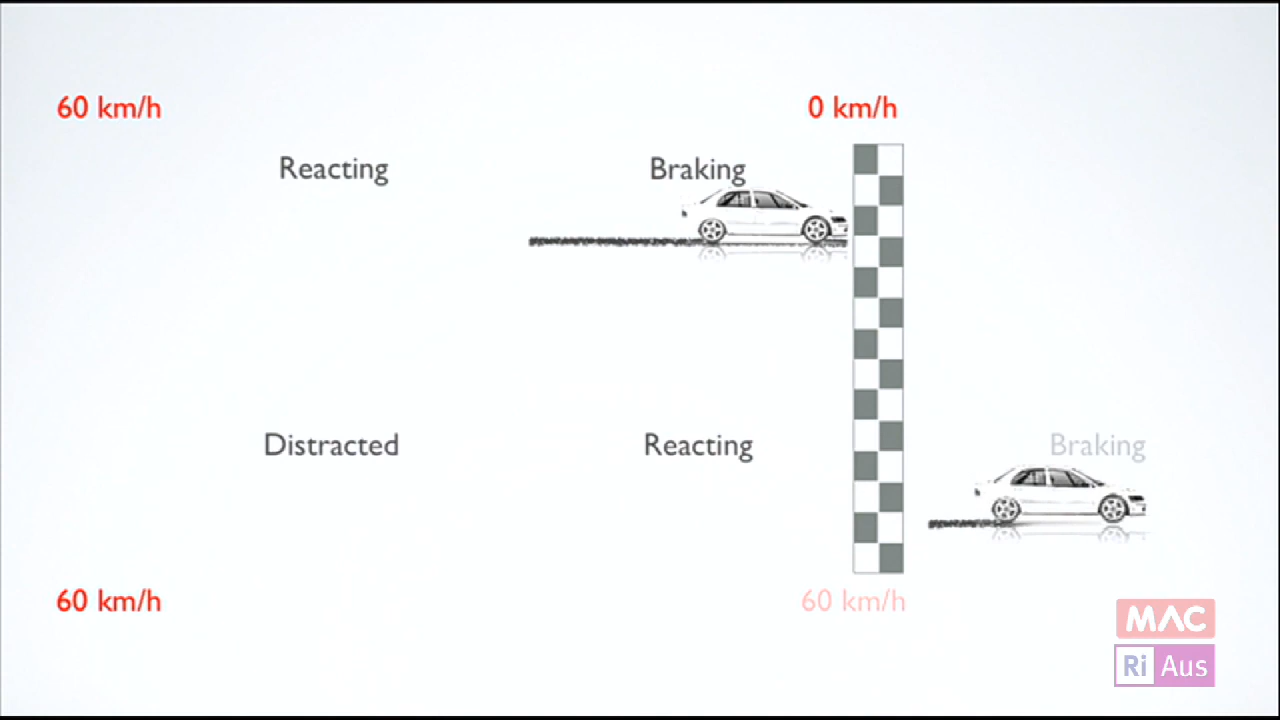 60 km/h
0 km/h
Reacting
Braking
Distracted
Reacting
Braking
60 km/h
60 km/h
MAC
Ri Aus